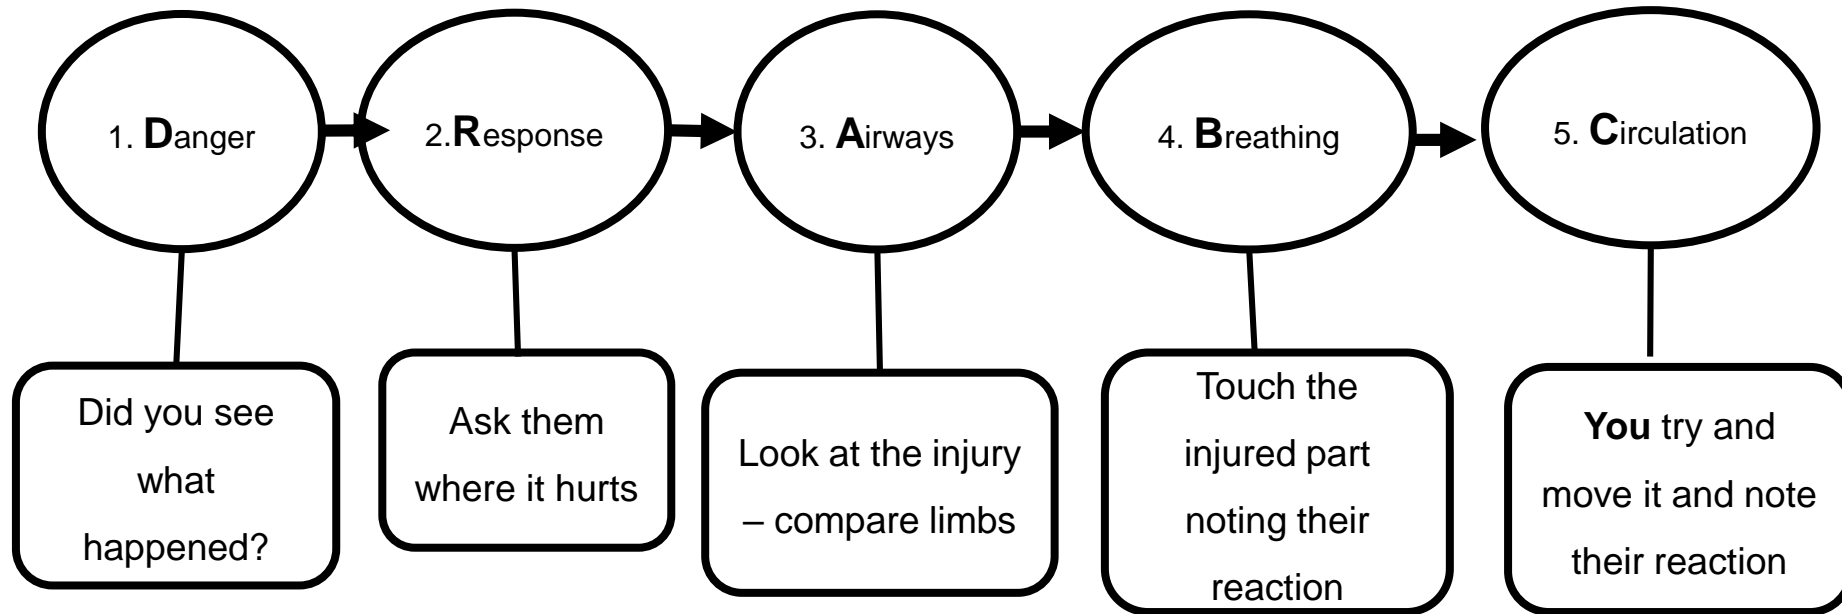 1. Danger
2.Response
3. Airways
4. Breathing
5. Circulation
Did you see
what
happened?
Ask them
where it hurts
Look at the injury
– compare limbs
Touch the
injured part
noting their
reaction
You try and
move it and note
their reaction